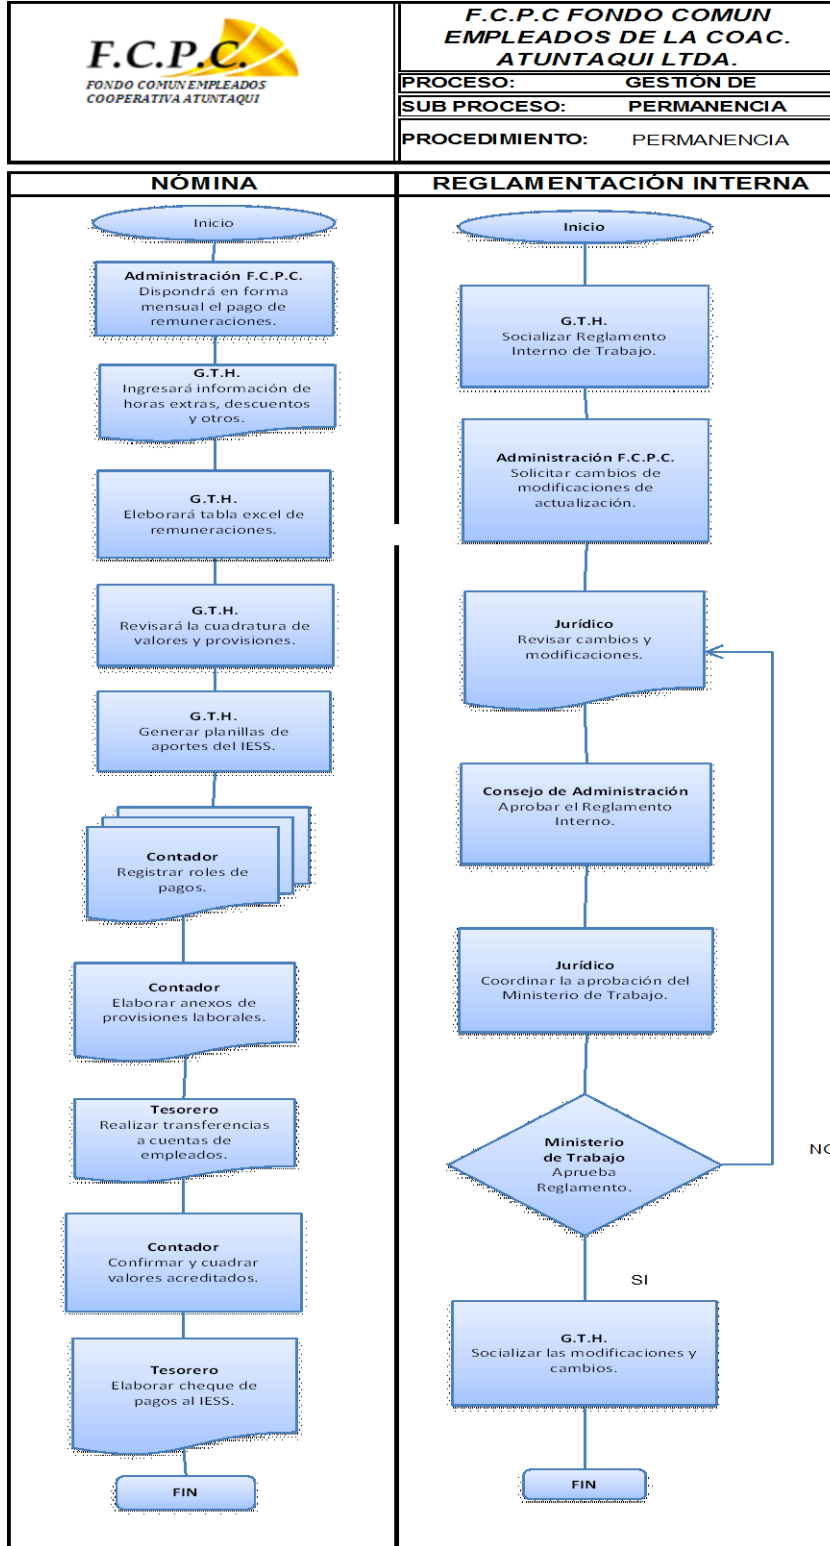 F.C.P.C.
FONDO COMUN EMPLEADOS
COOPERATIVA ATUNTAQUI
F.C.P.C FONDO COMUN
EMPLEADOS DE LA COAC.
ATUNTAQUI LTDA.
PROCESO: GESTIÓN DE
SUB PROCESO: PERMANENCIA
PROCEDIMIENTO: PERMANENCIA
NÓMINA
Inicio
Administración F.C.P.C.
Dispondrá en forma
mensual el pago de
remuneraciones.
G.T.H.
Ingresará información de
horas extras, descuentos
y otros.
G.T.H.
Eleborará tabla excel de
remuneraciones.
G.T.H.
Revisará la cuadratura de
valores y provisiones.
G.T.H.
Generar planillas de
aportes del IESS.
Contador
Registrar roles de
pagos.
Contador
Elaborar anexos de
provisiones laborales.
Tesorero
Realizar transferencias
a cuentas de
empleados.
Contador
Confirmar y cuadrar
valores acreditados.
Tesorero
Elaborar cheque de
pagos al IESS.
FIN
REGLAMENTACIÓN INTERNA
Inicio
G.T.H.
Socializar Reglamento
Interno de Trabajo.
Administración F.C.P.C.
Solicitar cambios de
modificaciones de
actualización.
Jurídico
Revisar cambios y
modificaciones.
Consejo de Administración
Aprobar el Reglamento
Interno.
Jurídico
Coordinar la aprobación del
Ministerio de Trabajo.
Ministerio
de Trabajo
Aprueba
Reglamento.
NO
SI
G.T.H.
Socializar las modificaciones y
cambios.
FIN